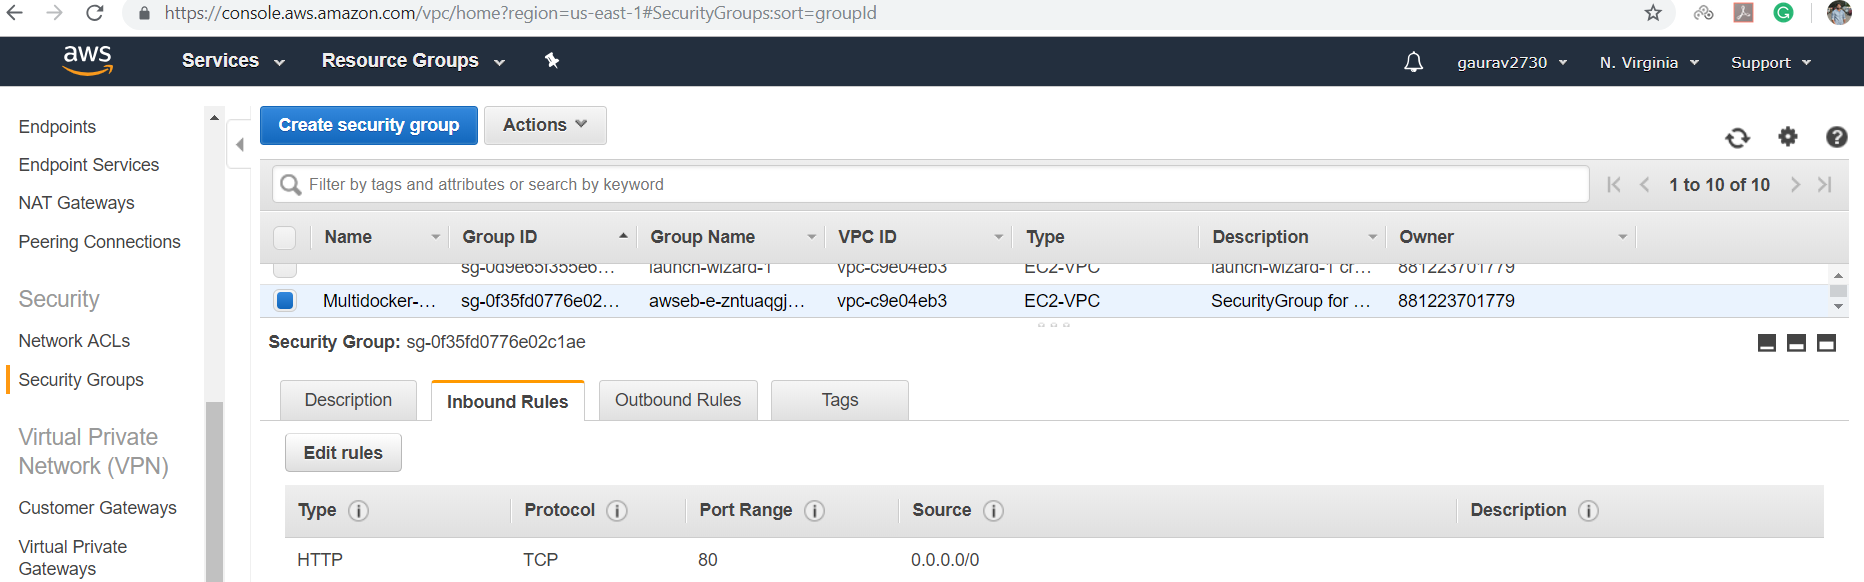 https://console.aws.amazon.com/vpc/home?region=us-east-1#SecurityGroups:sort=groupId
aws Services Resource Groups gaurav2730 N. Virginia Support
Endpoints
Endpoint Services
NAT Gateways
Peering Connections
Security
Network ACLs
Security Groups
Virtual Private
Network (VPN)
Customer Gateways
Virtual Private
Gateways
Create security group Actions
Filter by tags and attributes or search by keyword 1 to 10 of 10
Name Group ID Group Name VPC ID Type Description Owner
sg-0d9e65f355e6... launch-wizard-1 vpc-c9e04eb3 EC2-VPC launch-wizard-1 cr... 881223701779
Multidocker-... sg-0f35fd0776e02... awseb-e-zntuaqgj... vpc-c9e04eb3 EC2-VPC SecurityGroup for ... 881223701779
Security Group: sg-0f35fd0776e02c1ae
Description Inbound Rules Outbound Rules Tags
Edit rules
Type Protocol Port Range Source Description
HTTP TCP 80 0.0.0.0/0